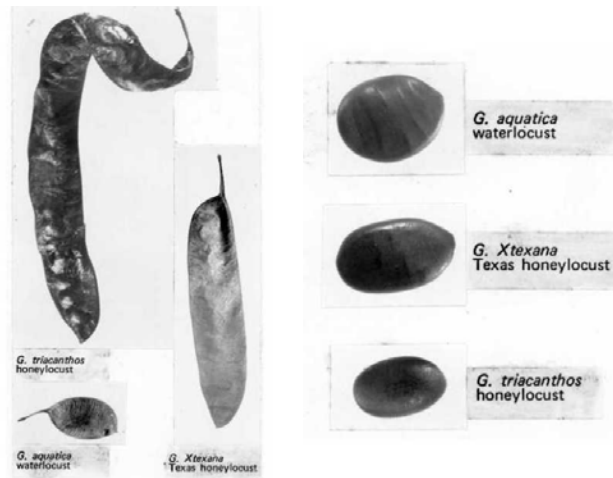 G. triacanthos
honeylocust
G. aquatica
waterlocust
G. Xtexana
Texas honeylocust
G. aquatica
waterlocust
G. Xtexana
Texas honeylocust
G. triacanthos
honeylocust